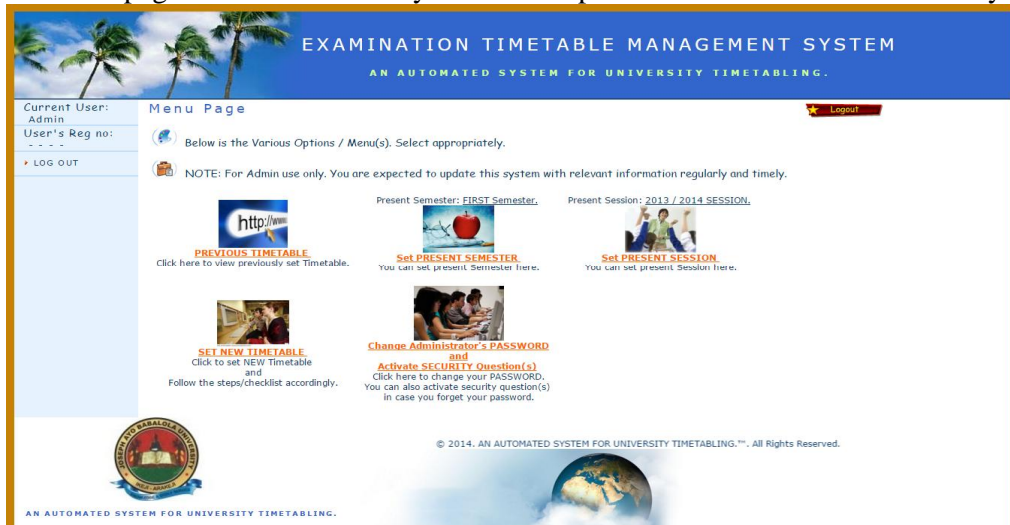 EXAMINATION TIMETABLE MANAGEMENT SYSTEM
AN AUTOMATED SYSTEM FOR UNIVERSITY TIMETABLING.
Current User:
Admin
User's Reg no:
- - - -
LOG OUT
Menu Page
Logout
Below is the Various Options / Menu(s). Select appropriately.
NOTE: For Admin use only. You are expected to update this system with relevant information regularly and timely.
http://www
PREVIOUS TIMETABLE
Click here to view previously set Timetable.
Present Semester: FIRST Semester.
Set PRESENT SEMESTER
You can set present Semester here.
Present Session: 2013 / 2014 SESSION.
Set PRESENT SESSION
You can set present Session here.
SET NEW TIMETABLE
Click to set NEW Timetable
and
Follow the steps/checklist accordingly.
Change Administrator's PASSWORD
and
Activate SECURITY Question(s)
Click here to change your PASSWORD.
You can also activate security question(s)
in case you forget your password.
JOSEPH AYO BABALOLA UNIVERSITY
IKEJI-ARAKEJI
© 2014. AN AUTOMATED SYSTEM FOR UNIVERSITY TIMETABLING.™. All Rights Reserved.
AN AUTOMATED SYSTEM FOR UNIVERSITY TIMETABLING.